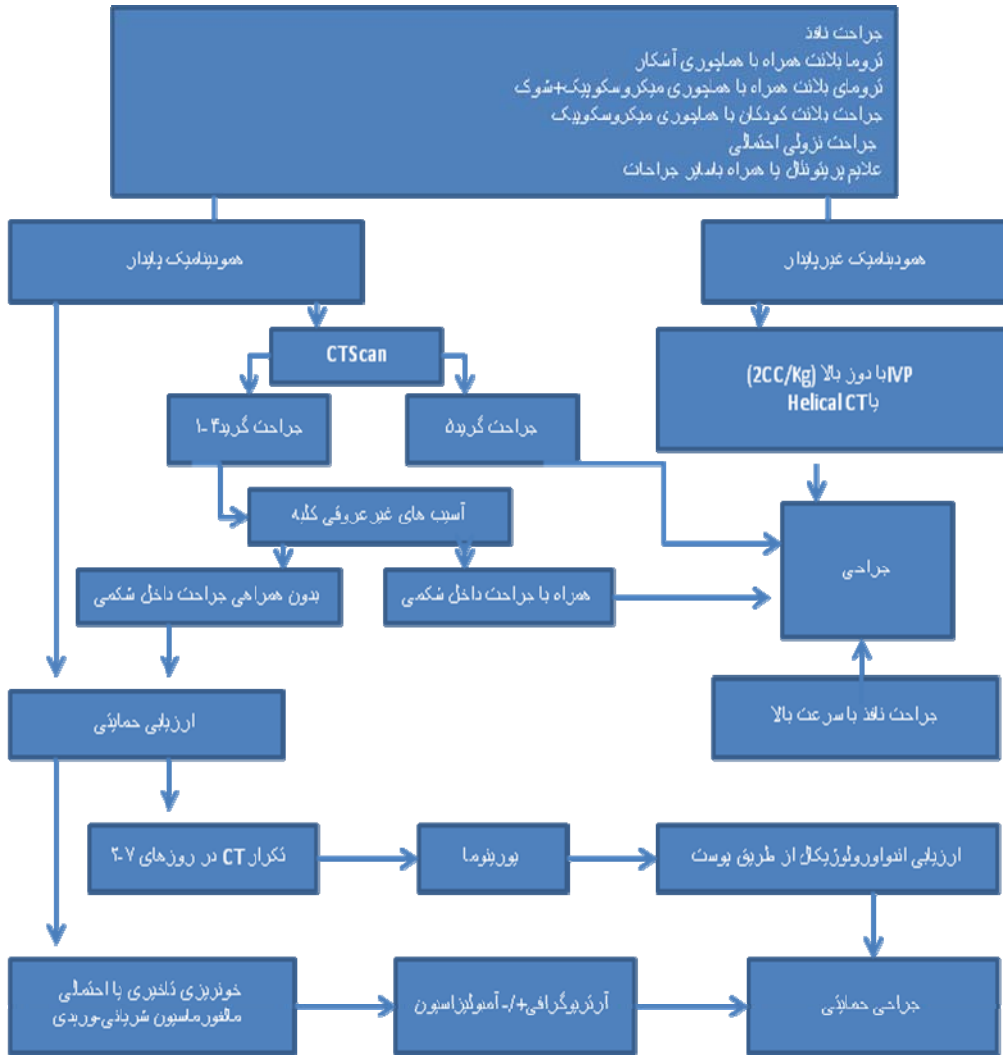 جراحت نافذ
تروما بلانت همراه با هماچوری آشکار
ترومای بلانت همراه با هماچوری میکروسکوپیک+شوک
جراحت بلانت کودکان با هماچوری میکروسکوپیک
جراحت نزولی احتمالی
علایم پریتونئال یا همراه باسایر جراحات
همودینامیک غیرپایدار
همودینامیک پایدار
CTScan
IVPبا دوز بالا (2CC/Kg)
یاHelical CT
جراحت گرید۵
جراحت گرید۴-۱
آسیب های غیر عروقی کلیه
جراحی
همراه با جراحت داخل شکمی
بدون همراهی جراحت داخل شکمی
جراحت نافذ با سرعت بالا
ارزیابی حمایتی
تکرار CT در روزهای ۷-۲
یورینوما
ارزیابی اندواورولوژیکال از طریق پوست
خونریزی تاخیری یا احتمالی
مالفورماسیون شریانی-وریدی
آرتریوگرافی+/-آمبولیزاسیون
جراحی حمایتی